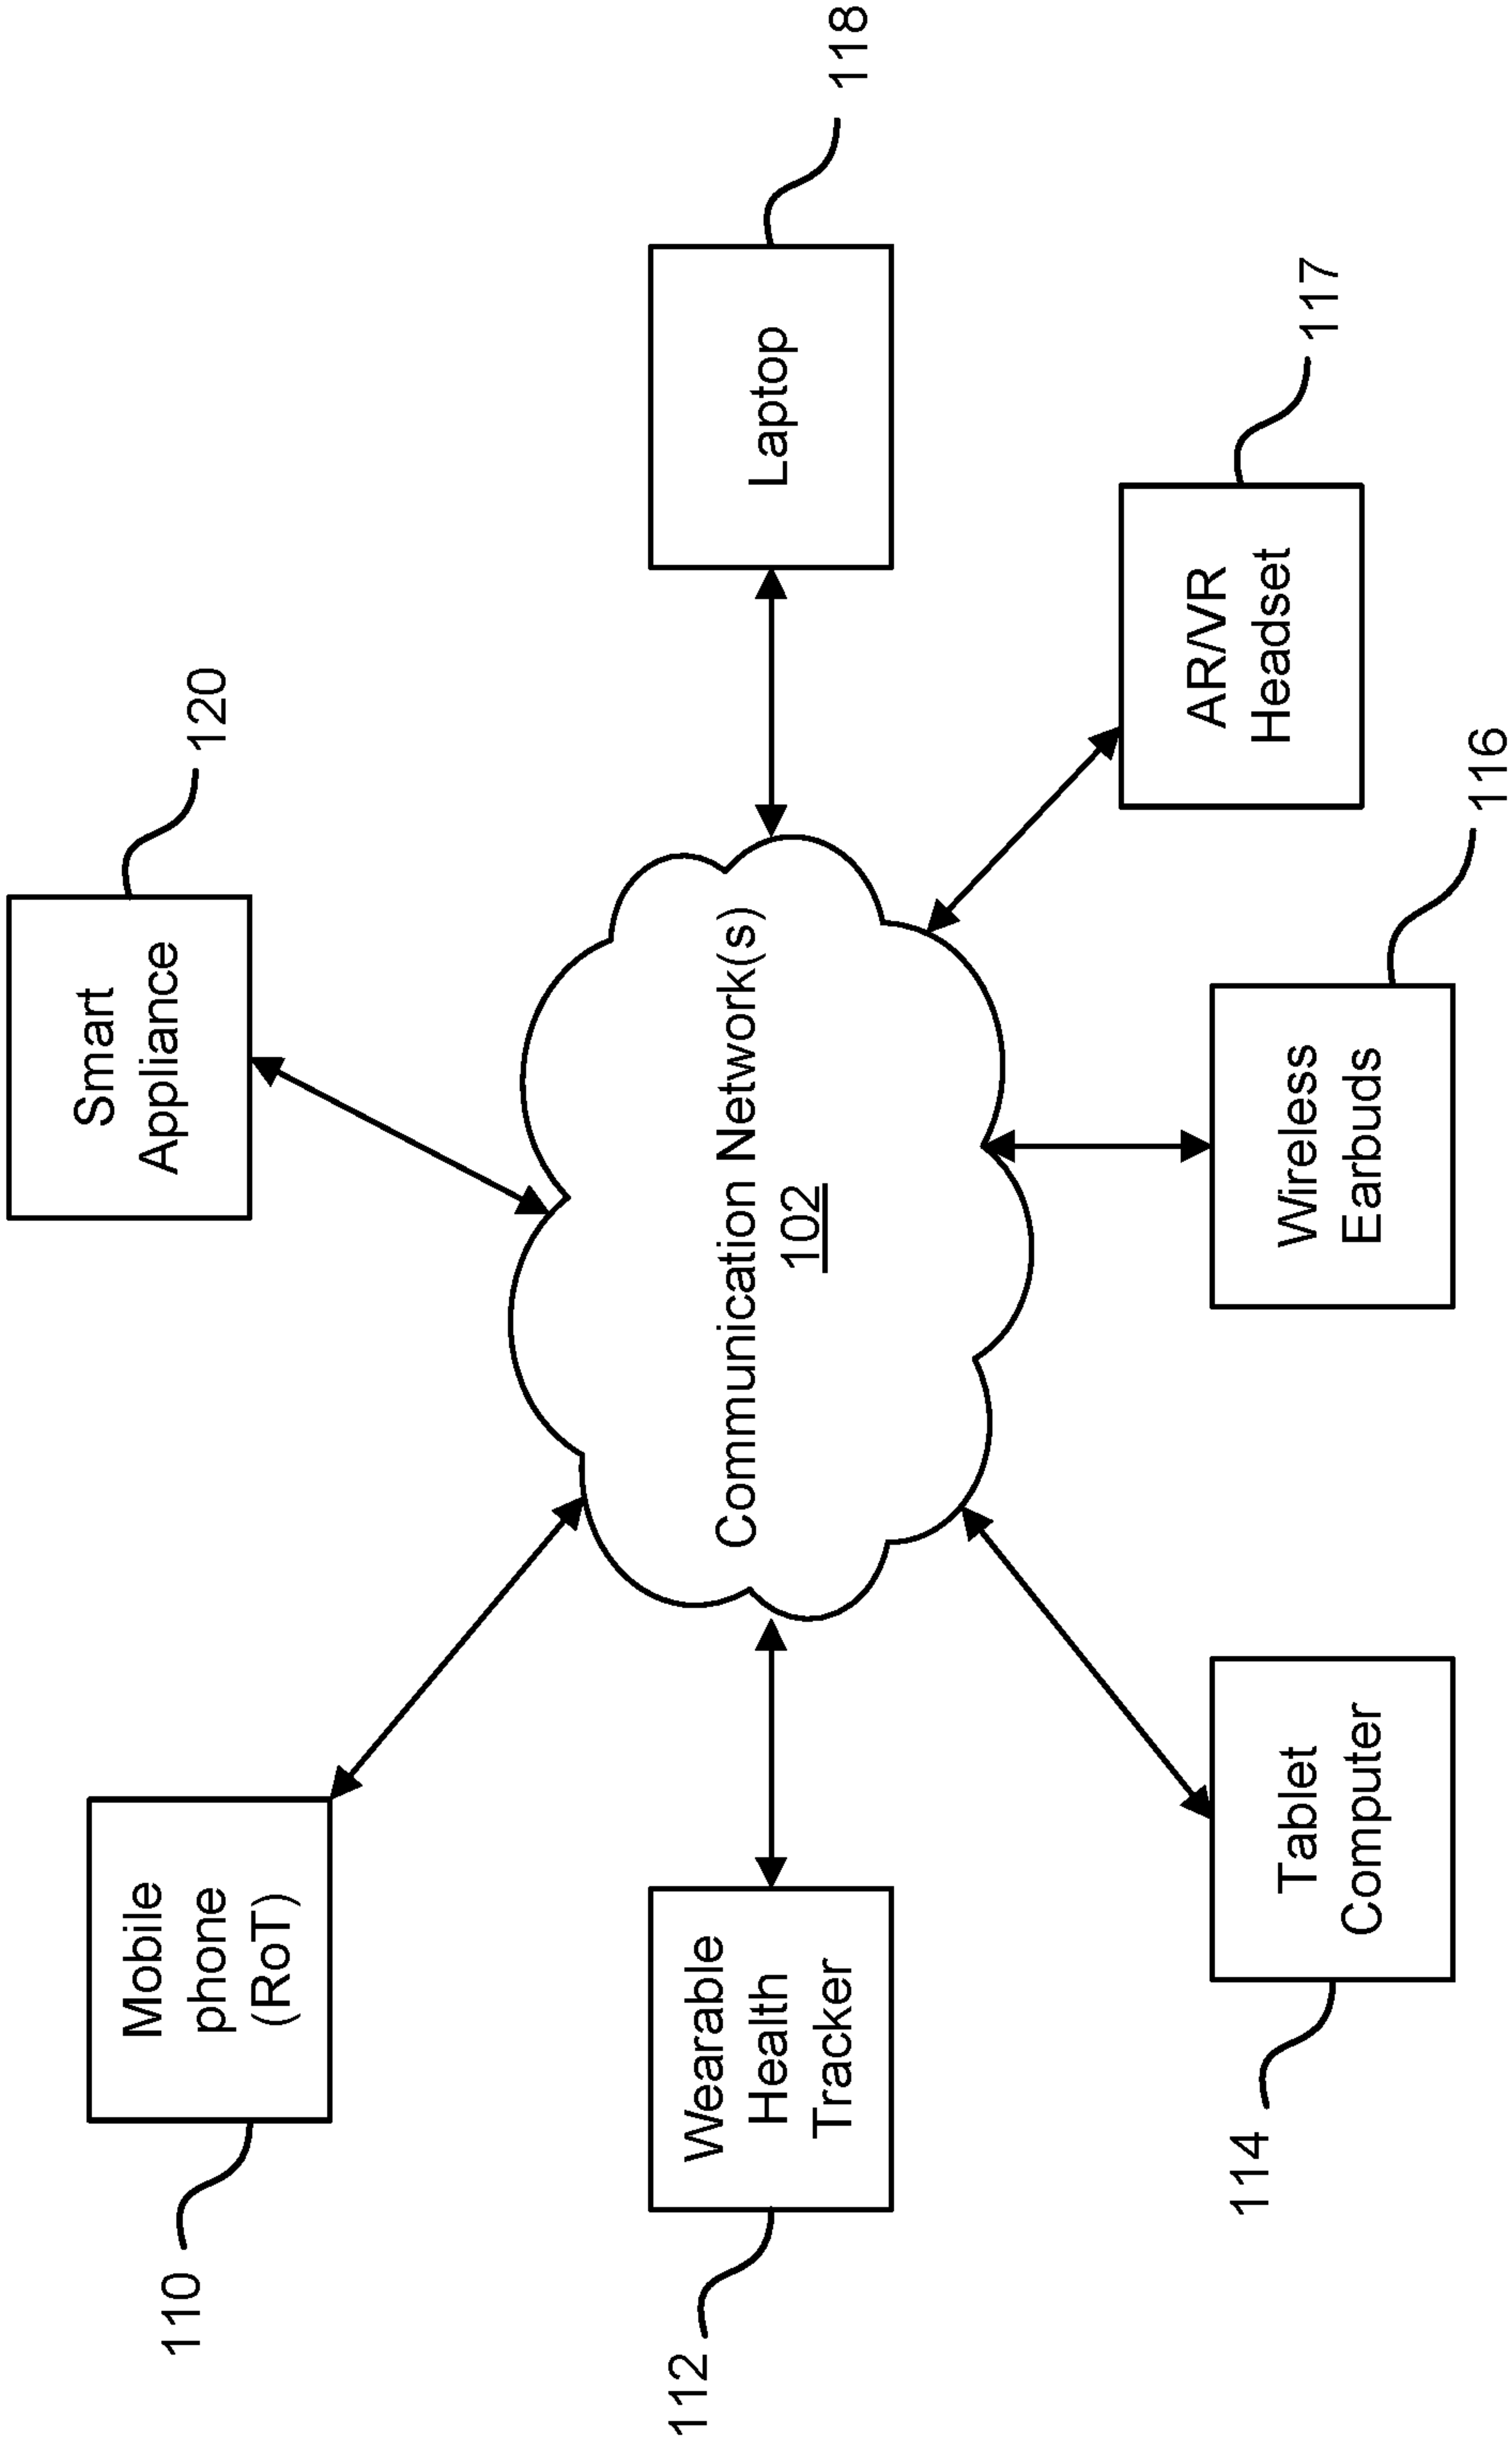 120
Smart
Appliance
110
Mobile
phone
(RoT)
Communication Network(s)
102
118
Laptop
112
Wearable
Health
Tracker
117
AR/VR
Headset
114
Tablet
Computer
116
Wireless
Earbuds